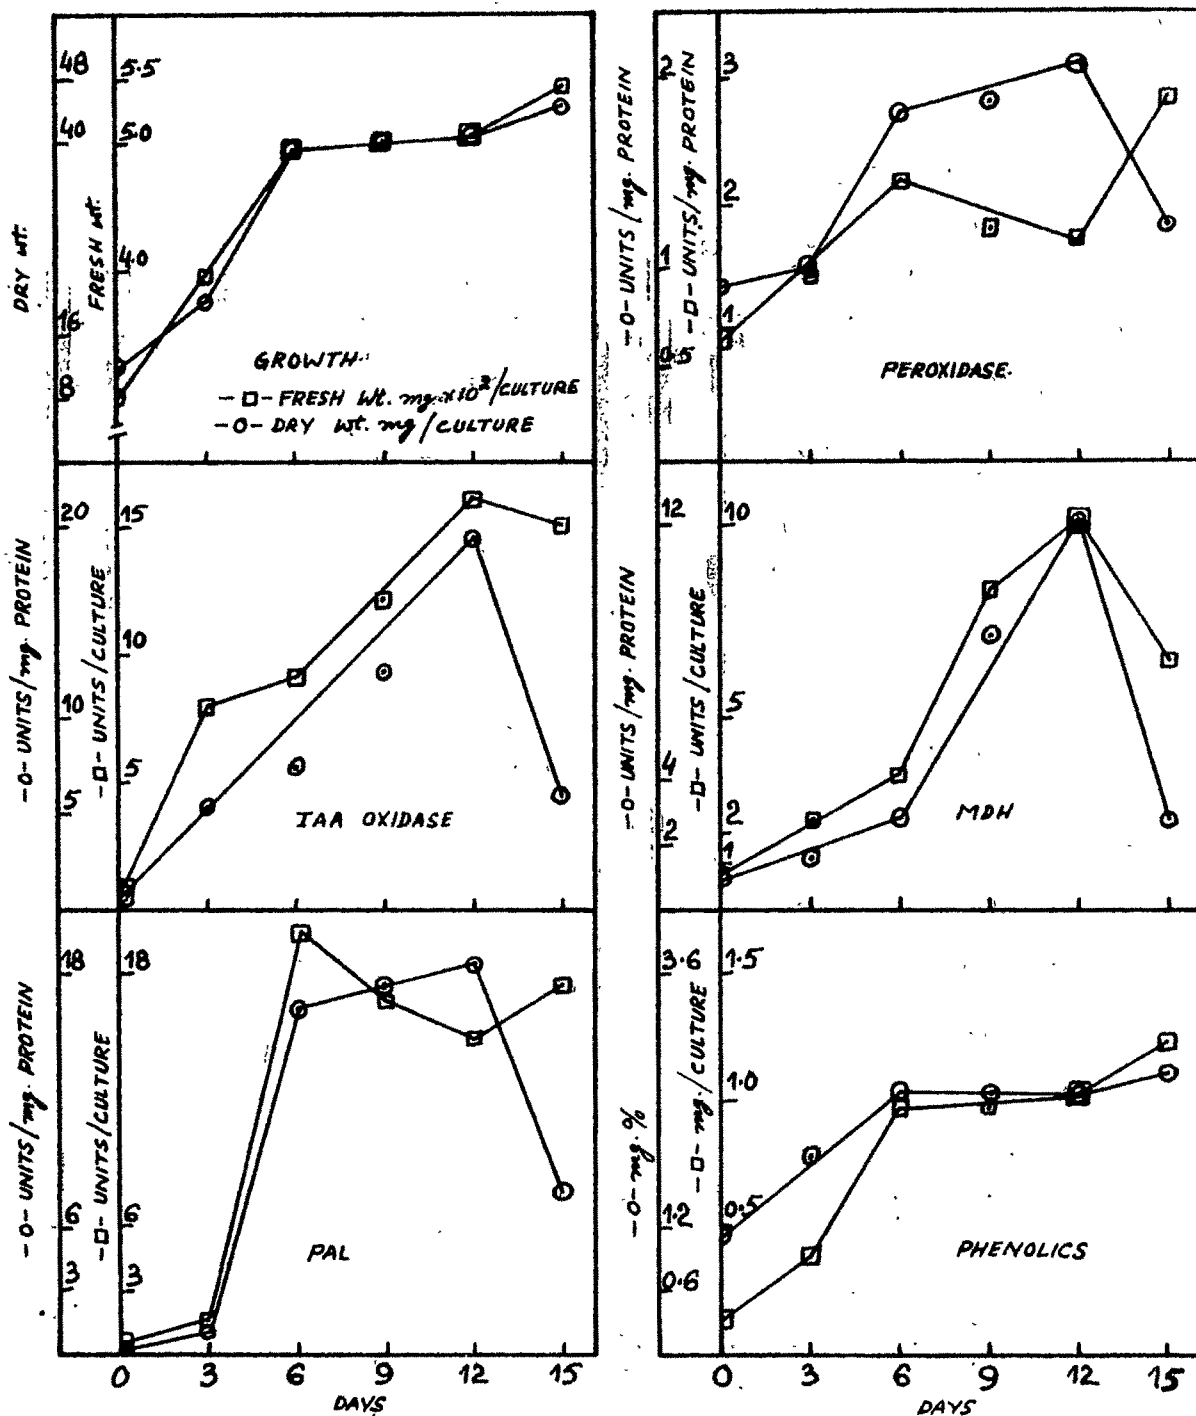 DRY wt.
FRESH wt.
48
40
16
8
5.5
5.0
4.0
GROWTH
-□- FRESH Wt. mg. x10²/CULTURE
-O- DRY Wt. mg/CULTURE
-O- UNITS/mg. PROTEIN
-□- UNITS/mg. PROTEIN
2
1
0.5
3
2
1
PEROXIDASE.
-O- UNITS/mg. PROTEIN
-□- UNITS/CULTURE
20
10
5
15
10
5
IAA OXIDASE
-O- UNITS/mg. PROTEIN
-□- UNITS/CULTURE
12
4
2
10
5
2
1
MDH
-O- UNITS/mg. PROTEIN
-□- UNITS/CULTURE
18
6
3
18
6
3
PAL
0 3 6 9 12 15
DAYS
-O- mg. %
-□- mg./CULTURE
3.6
1.2
0.6
1.5
1.0
0.5
PHENOLICS
0 3 6 9 12 15
DAYS